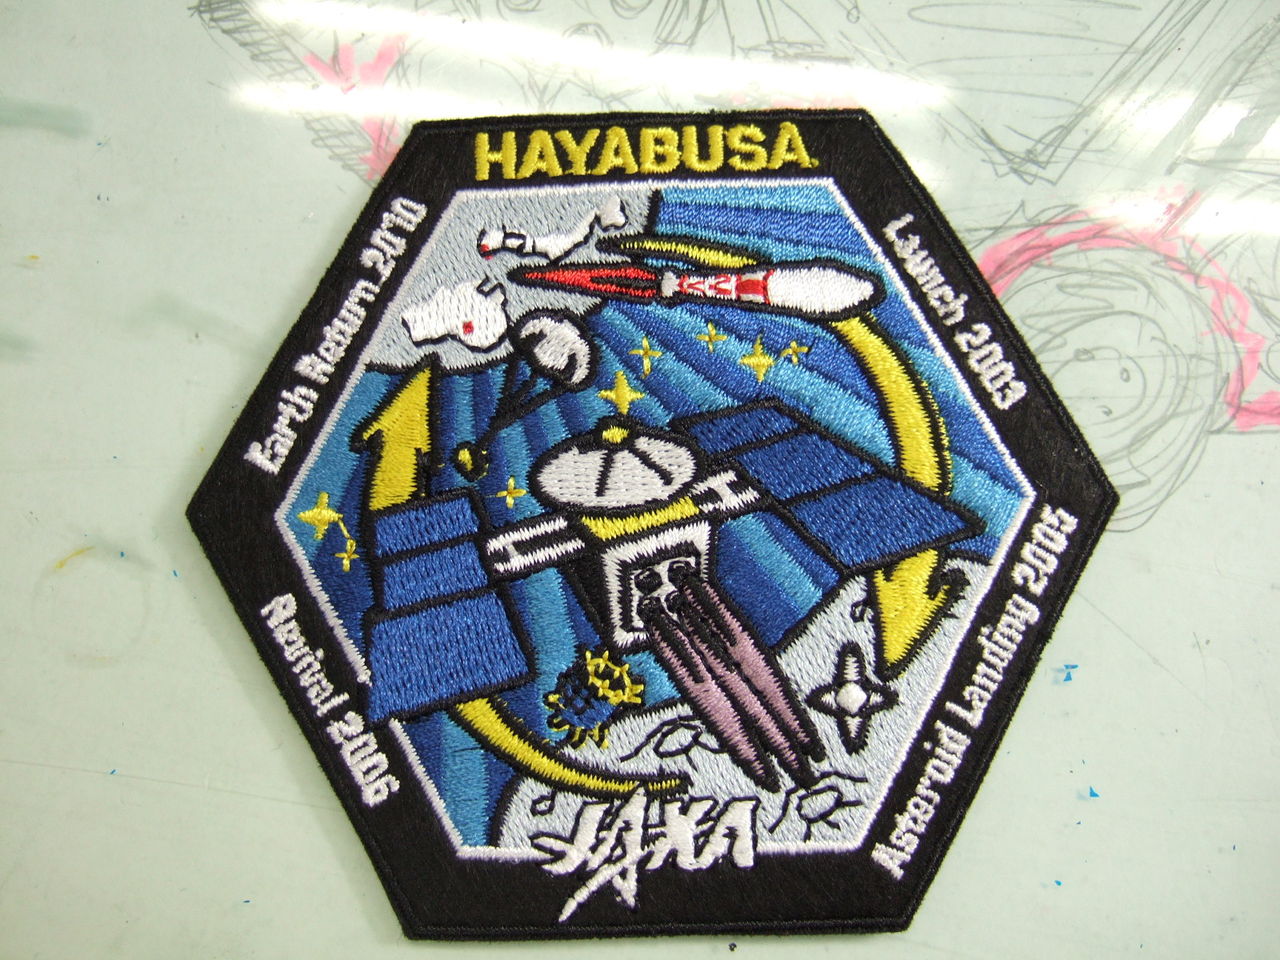 HAYABUSA
Launch 2003
Asteroid Landing 2005
Revival 2006
Earth Return 2010
JAXA